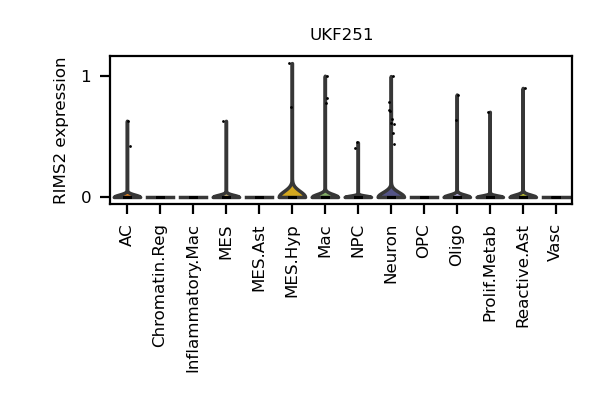 UKF251
RIMS2 expression
1
0
AC
Chromatin.Reg
Inflammatory.Mac
MES
MES.Ast
MES.Hyp
Mac
NPC
Neuron
OPC
Oligo
Prolif.Metab
Reactive.Ast
Vasc